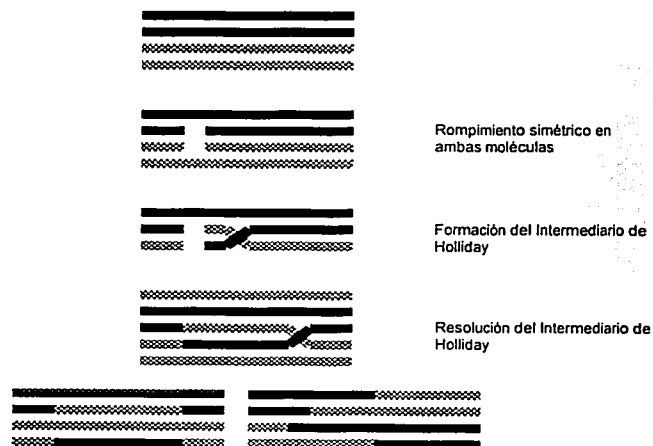 Rompimiento simétrico en
ambas moléculas
Formación del Intermediario de
Holliday
Resolución del Intermediario de
Holliday